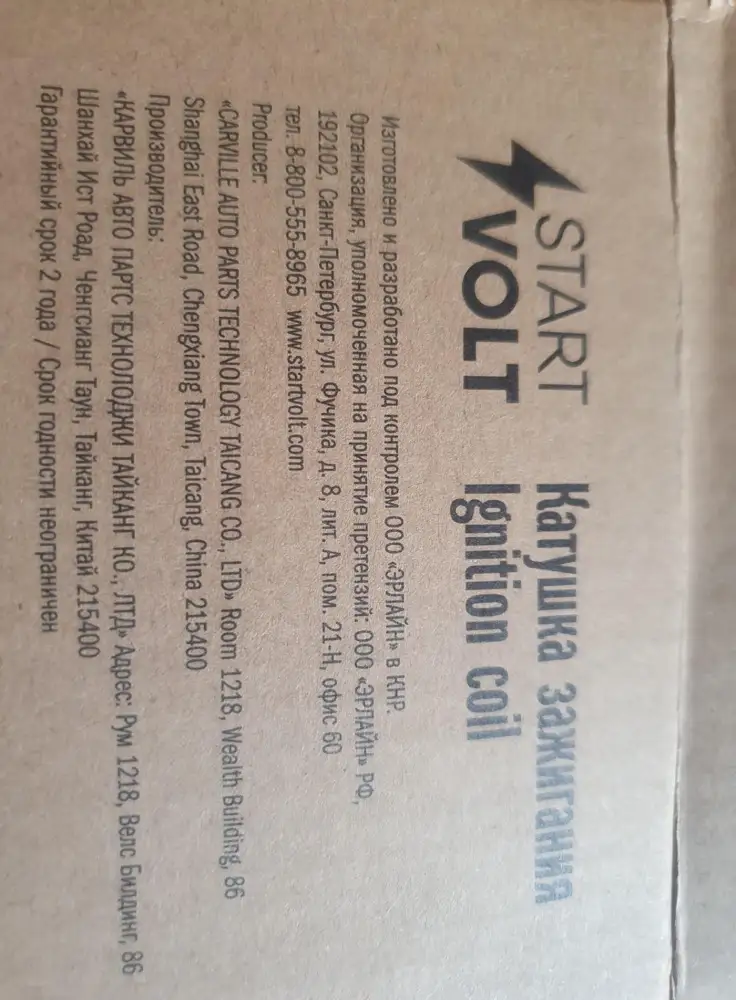 START
VOLT
Катушка зажигания
Ignition coil
Изготовлено и разработано под контролем ООО «ЭРЛАЙН» в КНР.
Организация, уполномоченная на принятие претензий: ООО «ЭРЛАЙН» РФ,
192102, Санкт-Петербург, ул. Фучика, д. 8, лит. А, пом. 21-Н, офис 60
тел. 8-800-555-8965 www.startvolt.com
Producer:
«CARVILLE AUTO PARTS TECHNOLOGY TAICANG CO., LTD» Room 1218, Wealth Building, 86
Shanghai East Road, Chengxiang Town, Taicang, China 215400
Производитель:
«КАРВИЛЬ АВТО ПАРТС ТЕХНОЛОДЖИ ТАЙКАНГ КО., ЛТД» Адрес: Рум 1218, Велс Билдинг, 86
Шанхай Ист Роад, Ченгсианг Таун, Тайканг, Китай 215400
Гарантийный срок 2 года / Срок годности неограничен